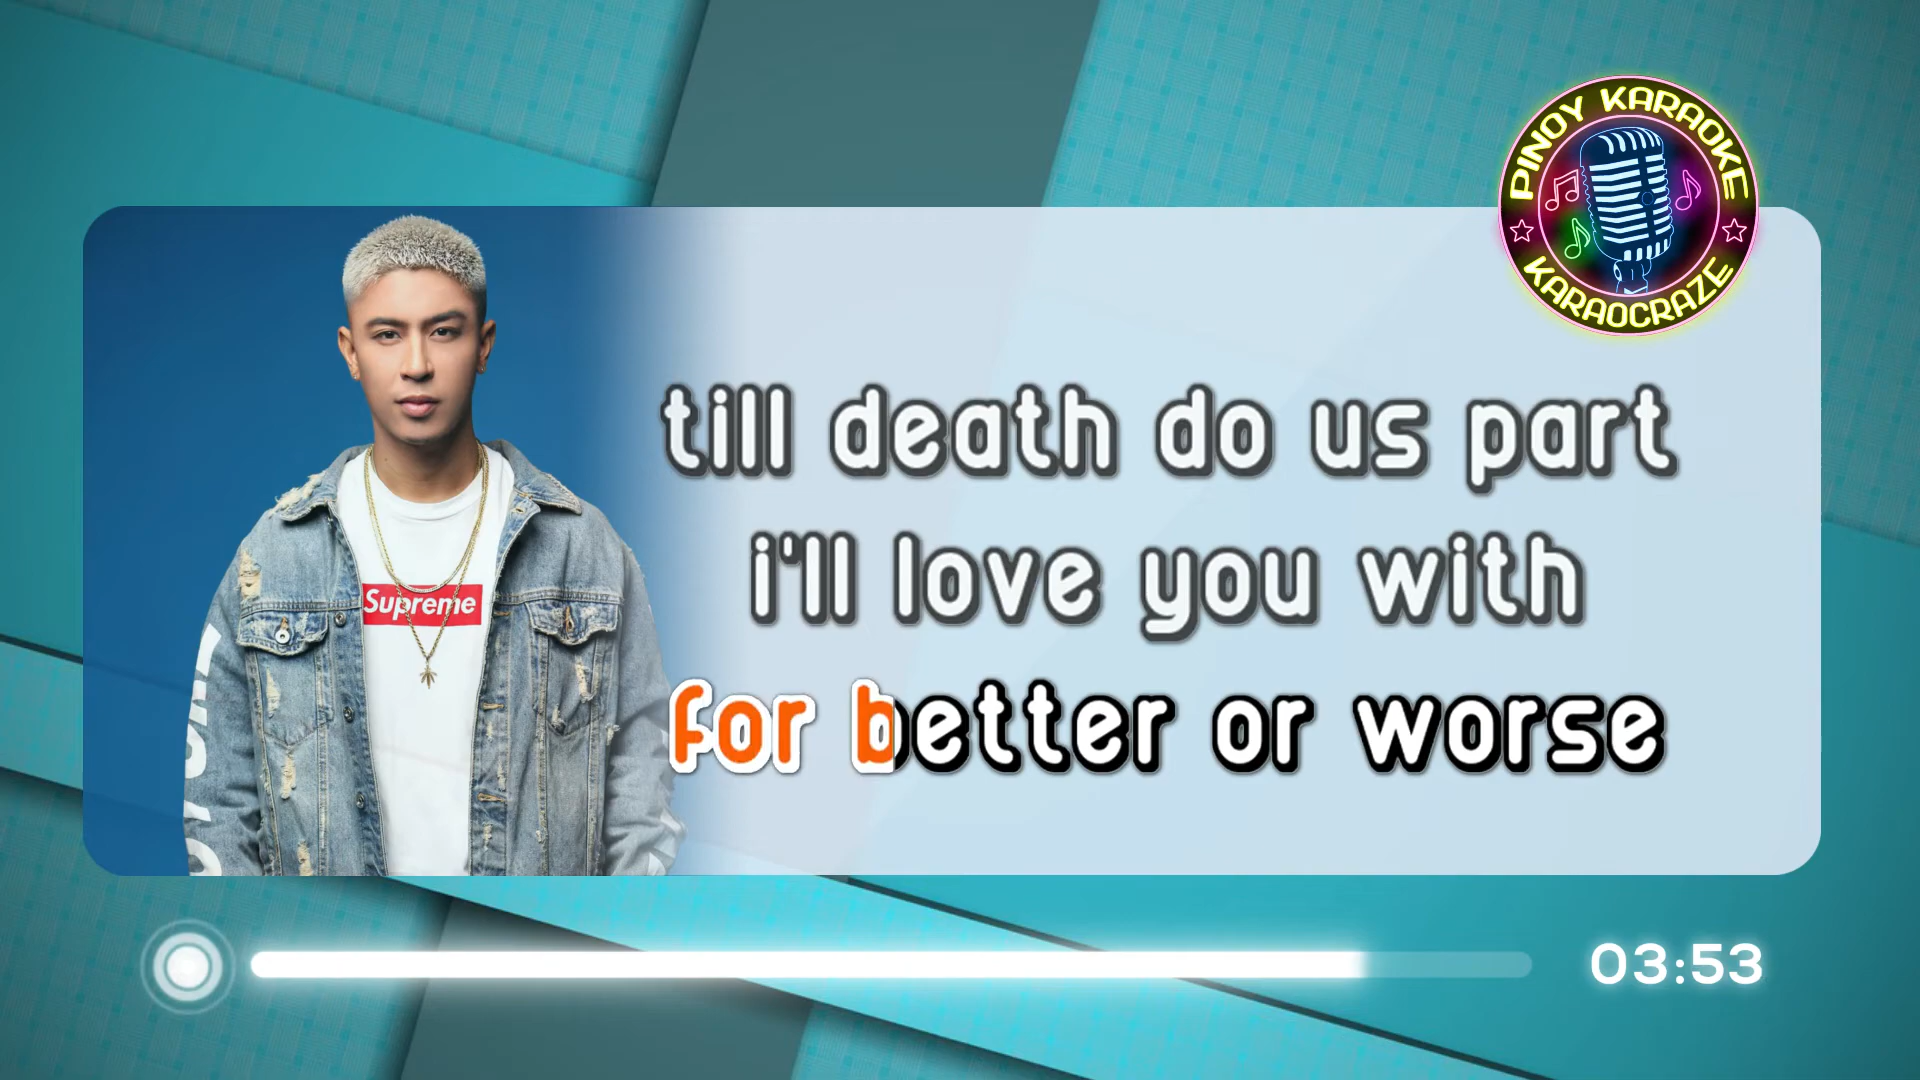 PINOY KARAOKE
KARAOCRAZE
till death do us part
i'll love you with
Supreme
for better or worse
03:53